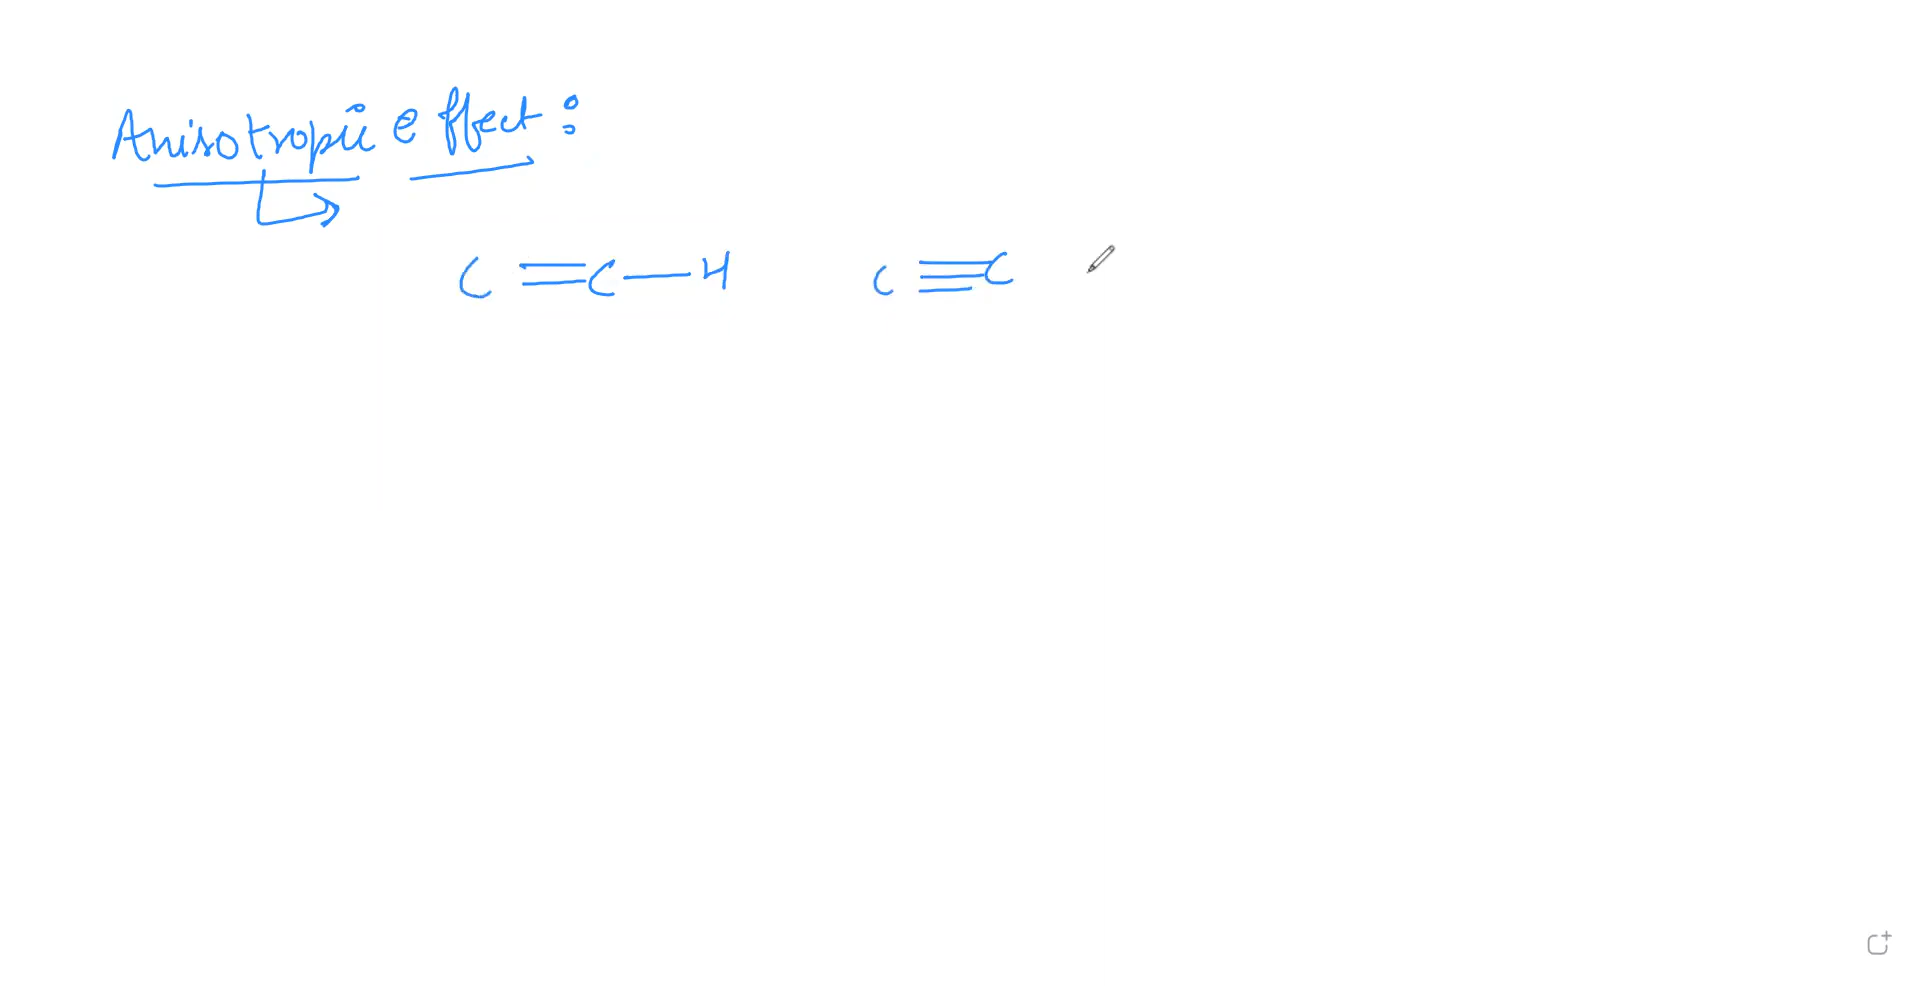 Anisotropic effect :
C = C — H C ≡ C